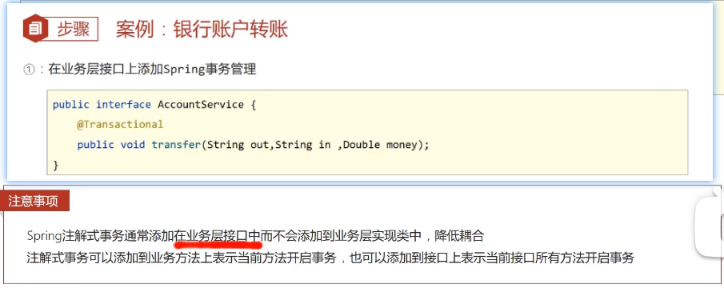 步骤 案例：银行账户转账
①：在业务层接口上添加Spring事务管理
public interface AccountService {
@Transactional
public void transfer(String out,String in ,Double money);
}
注意事项
Spring注解式事务通常添加在业务层接口中而不会添加到业务层实现类中，降低耦合
注解式事务可以添加到业务方法上表示当前方法开启事务，也可以添加到接口上表示当前接口所有方法开启事务